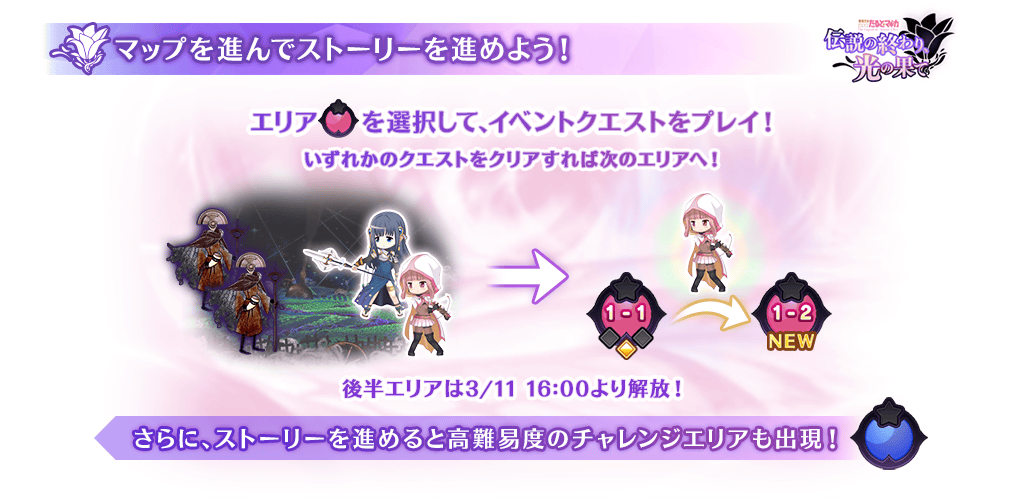 マップを進んでストーリーを進めよう！
たると☆マギカ
伝説の終わり、
光の果て
エリア を選択して、イベントクエストをプレイ！
いずれかのクエストをクリアすれば次のエリアへ！
1-1
1-2
NEW
後半エリアは3/11 16:00より解放！
さらに、ストーリーを進めると高難易度のチャレンジエリアも出現！